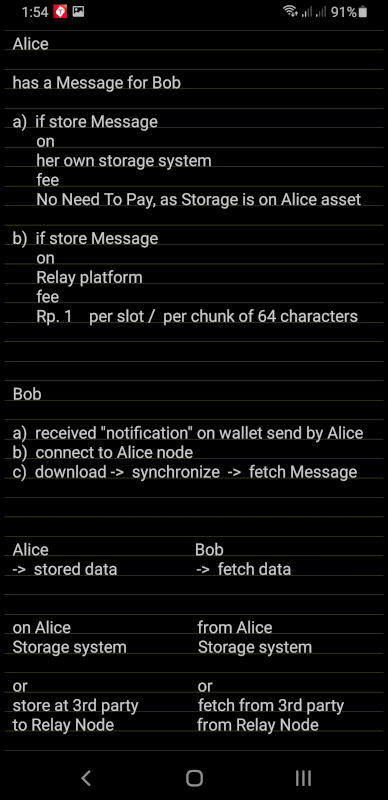 1:54 91%
Alice
has a Message for Bob
a) if store Message
on
her own storage system
fee
No Need To Pay, as Storage is on Alice asset
b) if store Message
on
Relay platform
fee
Rp. 1 per slot / per chunk of 64 characters
Bob
a) received "notification" on wallet send by Alice
b) connect to Alice node
c) download -> synchronize -> fetch Message
Alice Bob
-> stored data -> fetch data
on Alice from Alice
Storage system Storage system
or or
store at 3rd party fetch from 3rd party
to Relay Node from Relay Node